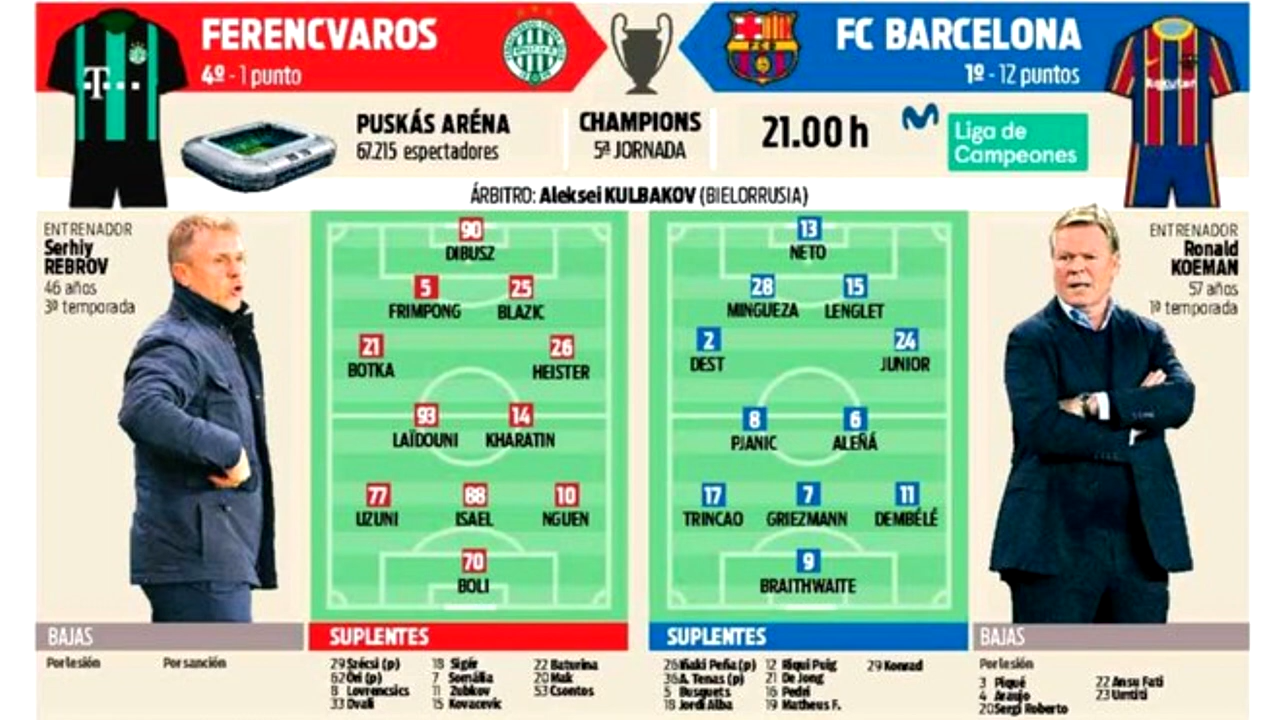 FERENCVAROS
4º - 1 punto
FC BARCELONA
1º - 12 puntos
T
Rakuten
PUSKÁS ARÉNA
67.215 espectadores
CHAMPIONS
5ª JORNADA
21.00 h
Liga de
Campeones
ÁRBITRO: Aleksei KULBAKOV (BIELORRUSIA)
ENTRENADOR
Serhiy
REBROV
46 años
3ª temporada
90
DIBUSZ
5 25
FRIMPONG BLAZIC
21 26
BOTKA HEISTER
93 14
LAÏDOUNI KHARATIN
77 88 10
UZUNI ISAEL NGUEN
70
BOLI
13
NETO
28 15
MINGUEZA LENGLET
2 24
DEST JUNIOR
8 6
PJANIC ALEÑÁ
17 7 11
TRINCAO GRIEZMANN DEMBÉLÉ
9
BRAITHWAITE
ENTRENADOR
Ronald
KOEMAN
57 años
1ª temporada
BAJAS
Por lesión Por sanción
SUPLENTES
29 Szécsi (p) 18 Sigér 22 Baturina
62 Öri (p) 7 Somália 20 Mak
8 Lovrencsics 11 Zubkov 53 Csontos
33 Dvali 15 Kovacevic
SUPLENTES
26 Iñaki Peña (p) 12 Riqui Puig 29 Konrad
36 A. Tenas (p) 21 De Jong
5 Busquets 16 Pedri
18 Jordi Alba 19 Matheus F.
BAJAS
Por lesión
3 Piqué 22 Ansu Fati
4 Araujo 23 Umtiti
20 Sergi Roberto